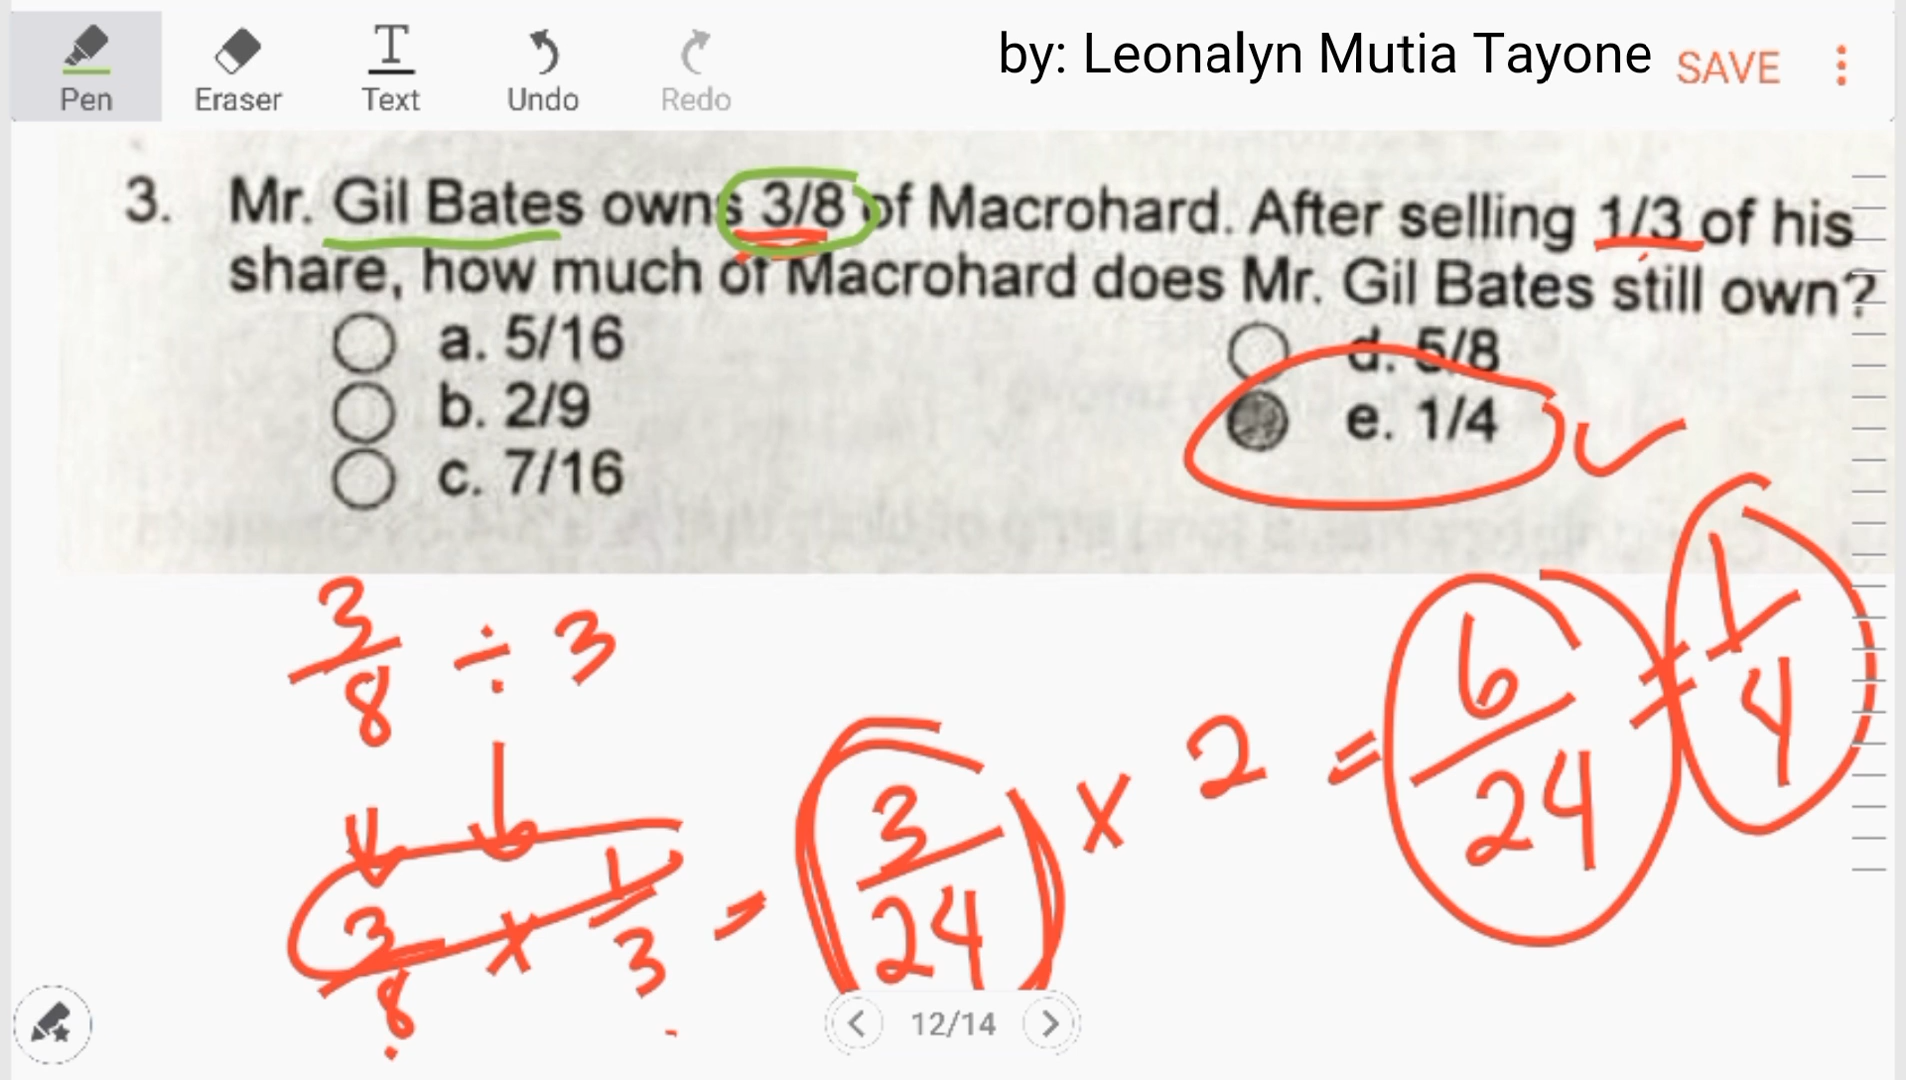 by: Leonalyn Mutia Tayone
SAVE
Pen
Eraser
Text
Undo
Redo
3. Mr. Gil Bates owns 3/8 of Macrohard. After selling 1/3 of his
share, how much of Macrohard does Mr. Gil Bates still own?
a. 5/16
b. 2/9
c. 7/16
d. 5/8
e. 1/4
3/8 ÷ 3
3/8 x 1/3 = 3/24 x 2 = 6/24 = 1/4
12/14